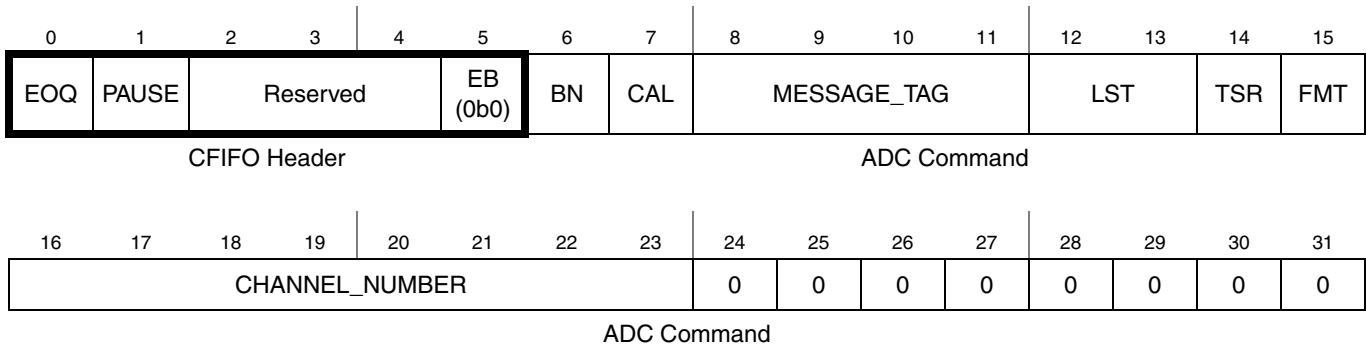 0 1 2 3 4 5 6 7 8 9 10 11 12 13 14 15
EOQ PAUSE Reserved EB (0b0) BN CAL MESSAGE_TAG LST TSR FMT
CFIFO Header ADC Command
16 17 18 19 20 21 22 23 24 25 26 27 28 29 30 31
CHANNEL_NUMBER 0 0 0 0 0 0 0 0
ADC Command